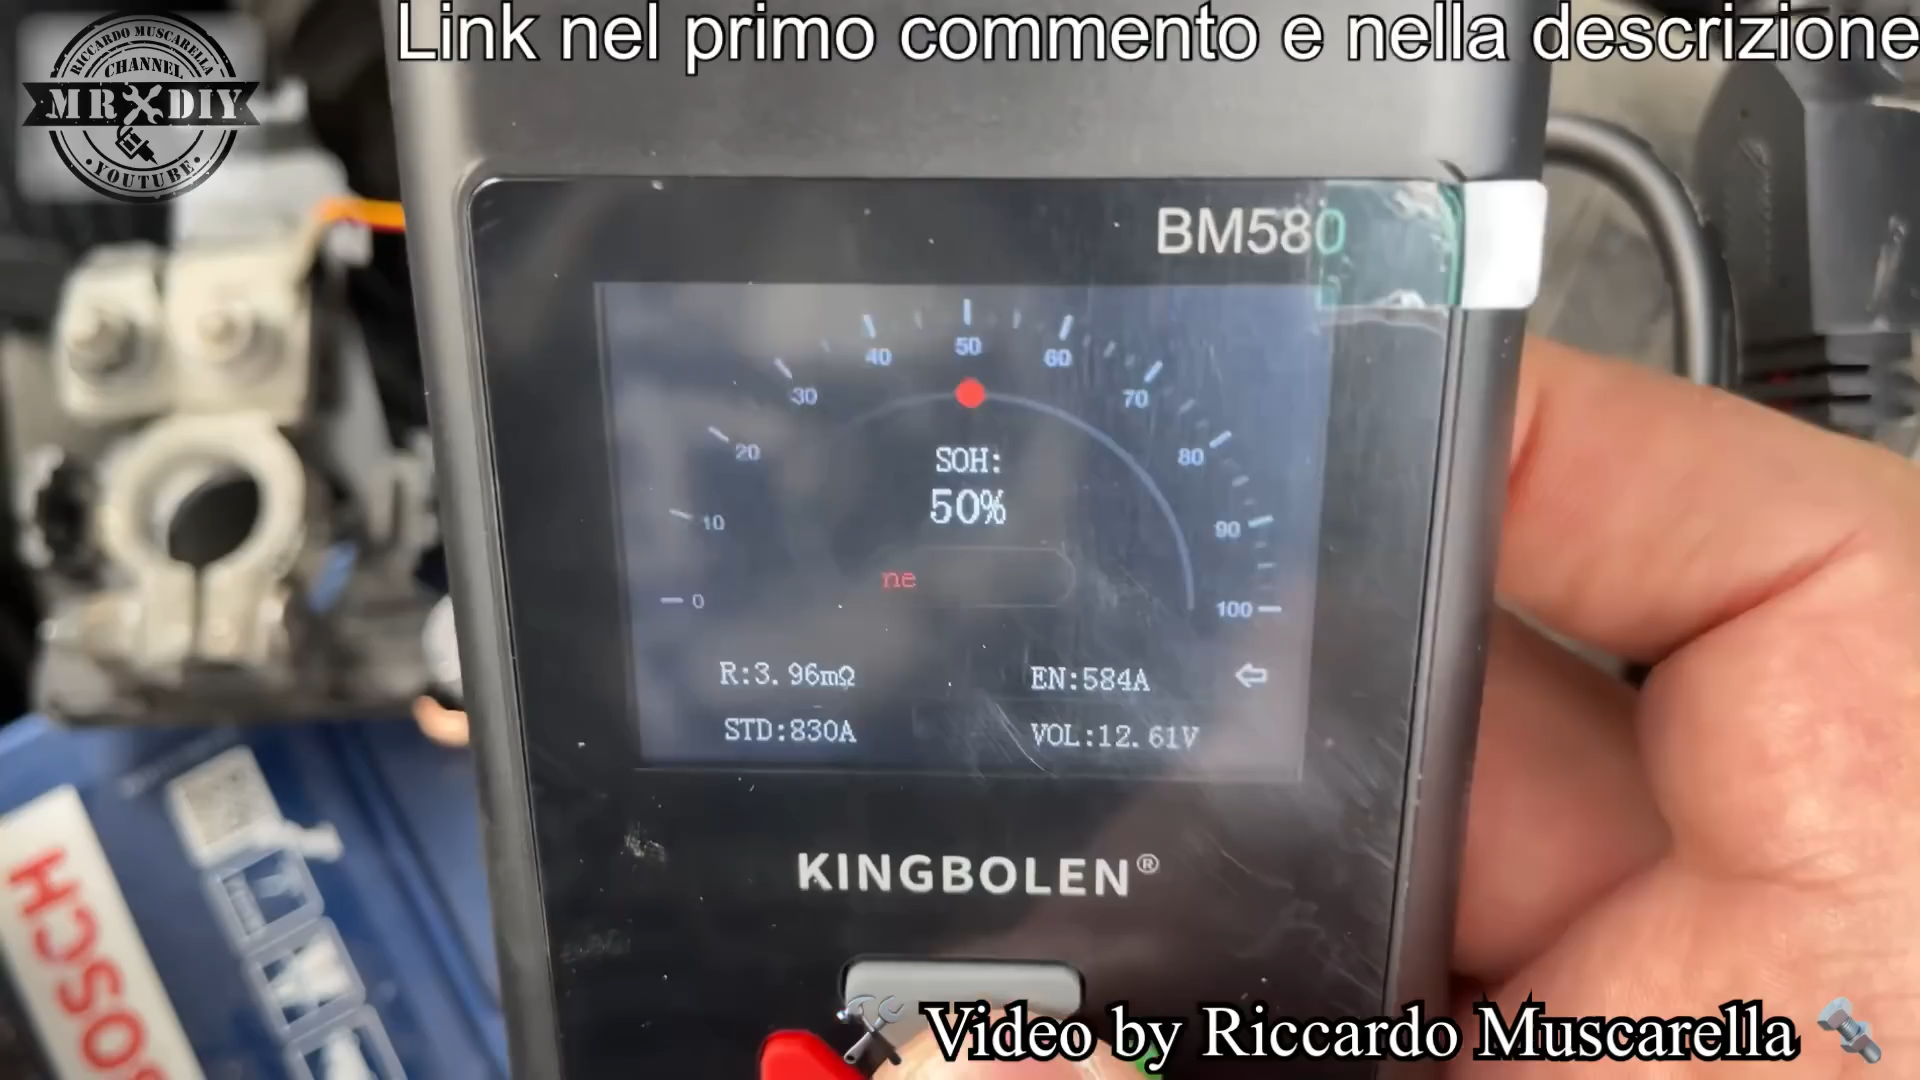 Link nel primo commento e nella descrizione
RICCARDO MUSCARELLA
CHANNEL
MR DIY
YOUTUBE
BM580
0
10
20
30
40
50
60
70
80
90
100
SOH:
50%
ne
R:3.96mΩ
EN:584A
STD:830A
VOL:12.61V
KINGBOLEN®
BOSCH
Video by Riccardo Muscarella